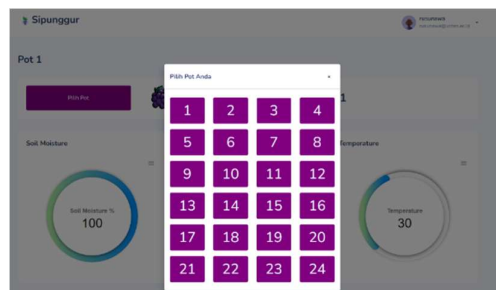 Sipunggur
Pot 1
Pilih Pot
1
Pilih Pot Anda
1 2 3 4
5 6 7 8
9 10 11 12
13 14 15 16
17 18 19 20
21 22 23 24
Soil Moisture
Temperature
Soil Moisture %
100
Temperature
30